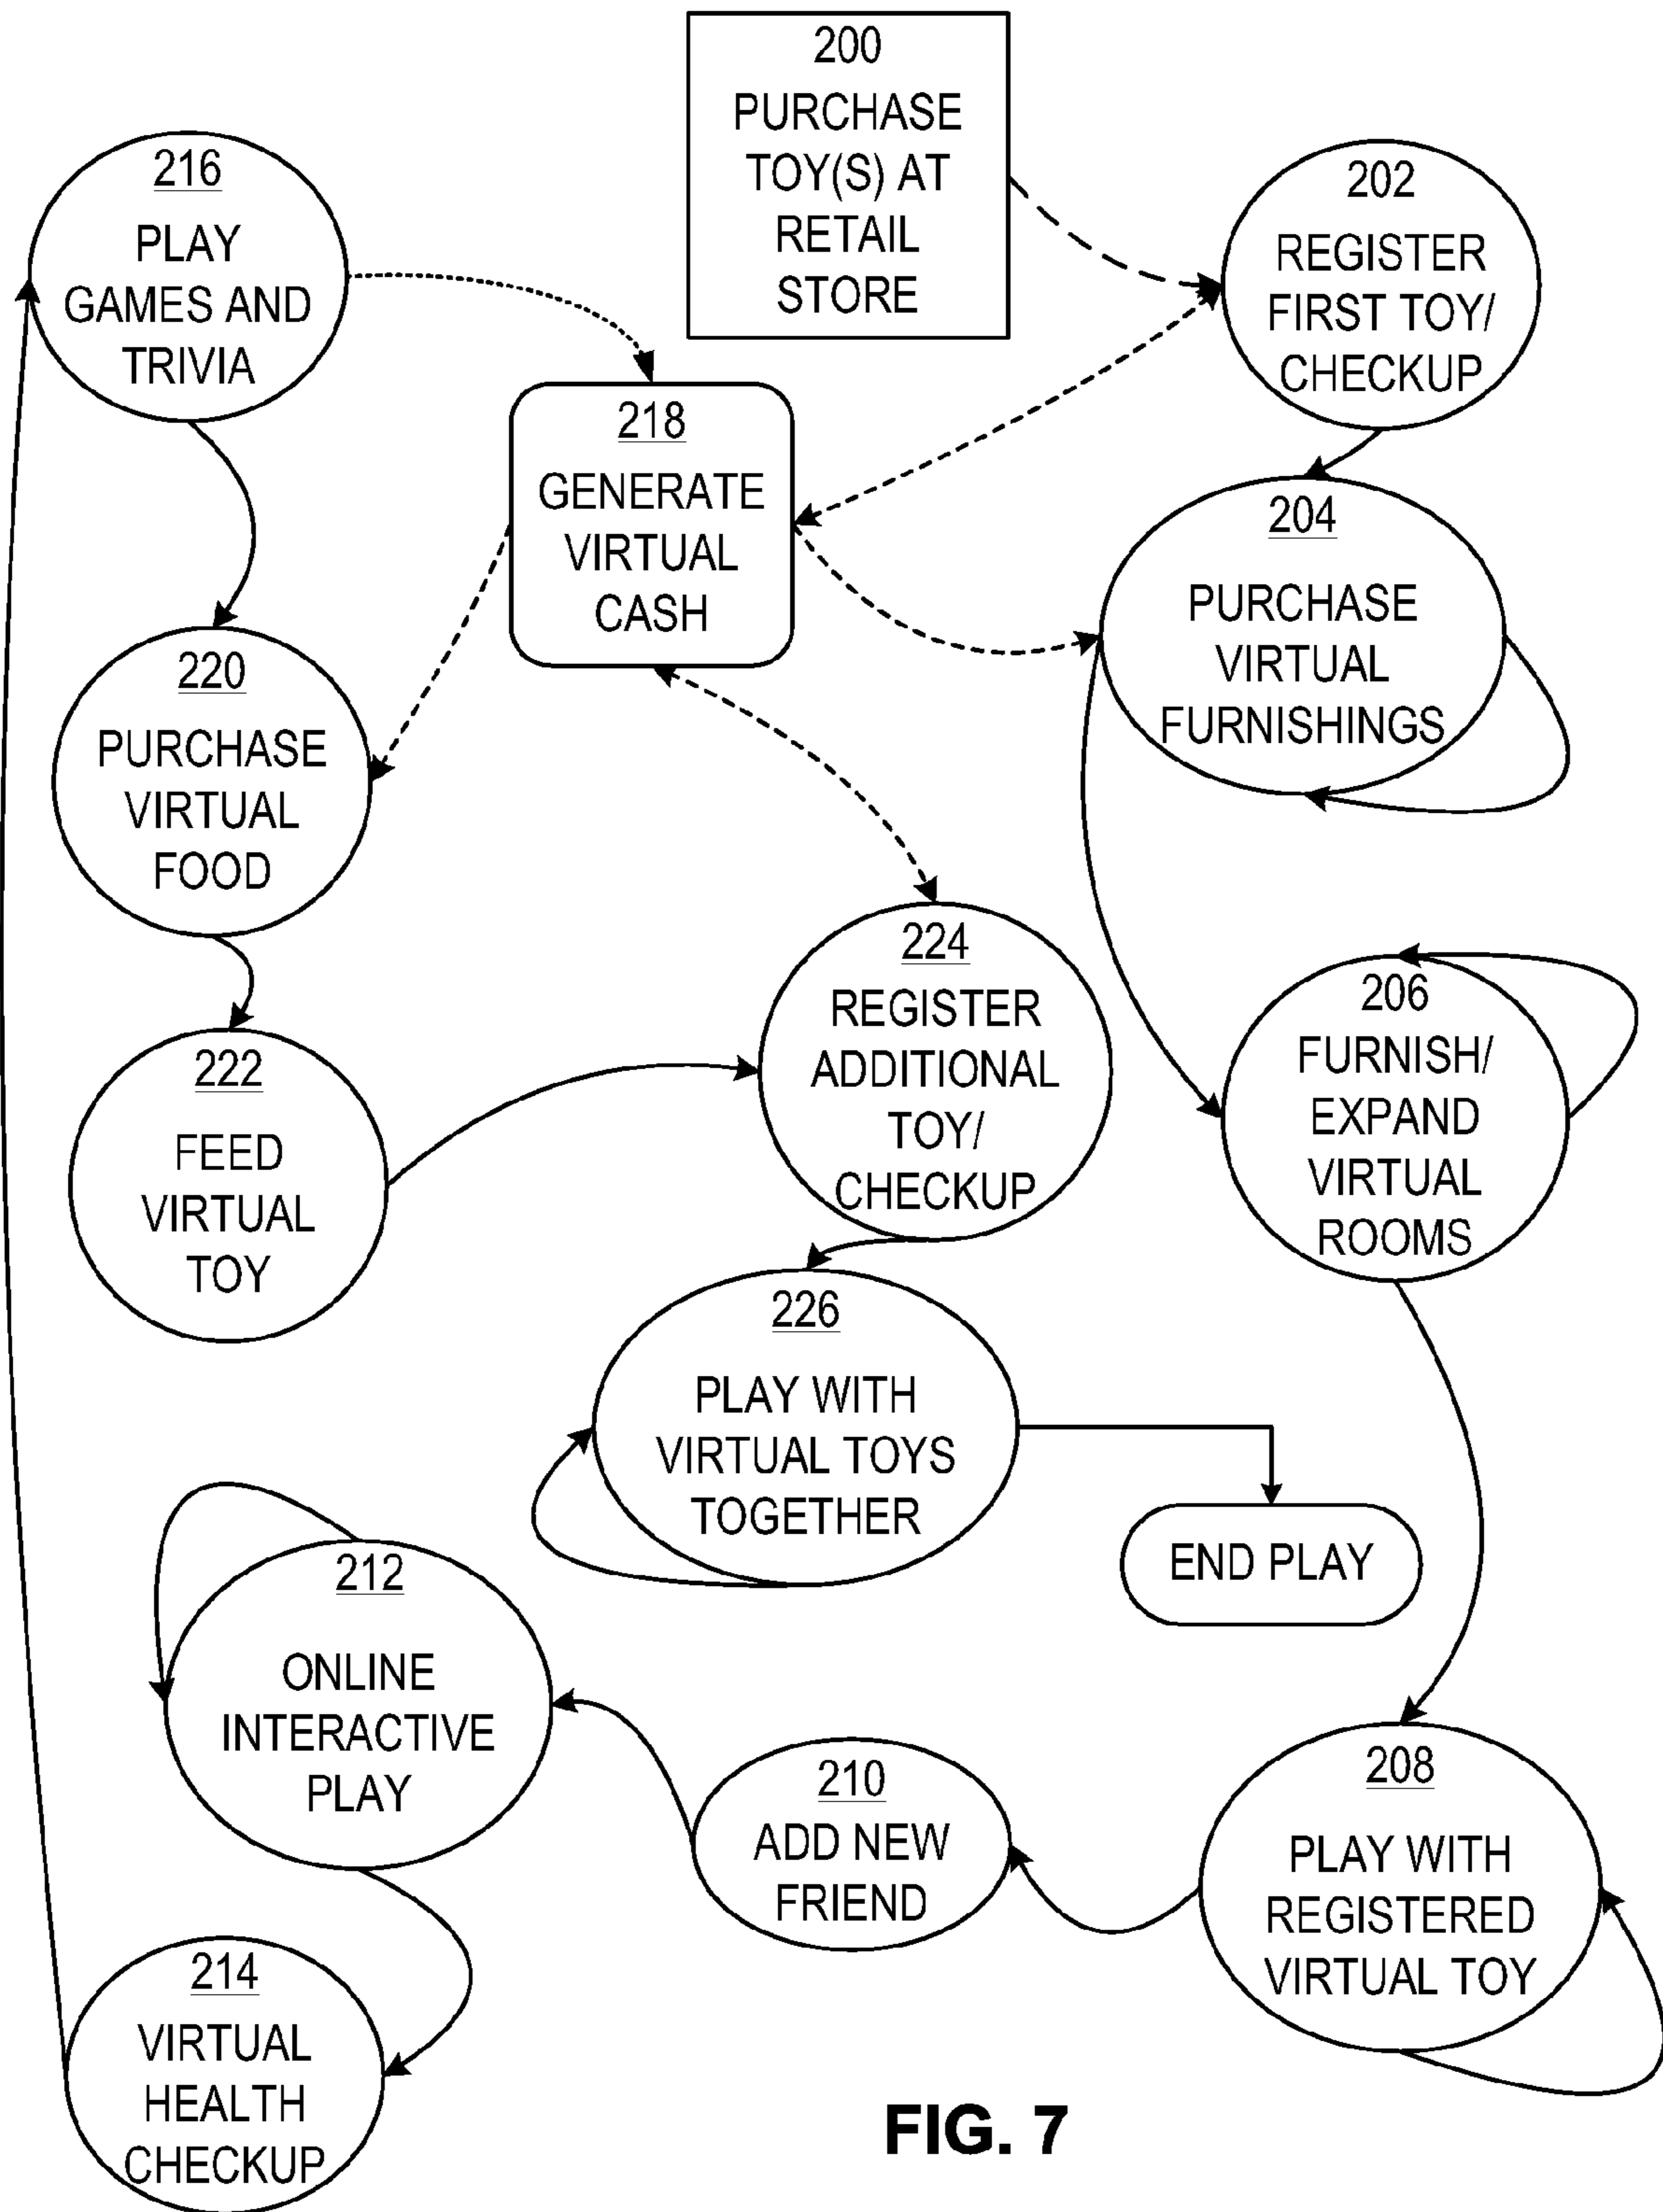 200
PURCHASE
TOY(S) AT
RETAIL
STORE
216
PLAY
GAMES AND
TRIVIA
202
REGISTER
FIRST TOY/
CHECKUP
218
GENERATE
VIRTUAL
CASH
204
PURCHASE
VIRTUAL
FURNISHINGS
220
PURCHASE
VIRTUAL
FOOD
224
REGISTER
ADDITIONAL
TOY/
CHECKUP
206
FURNISH/
EXPAND
VIRTUAL
ROOMS
222
FEED
VIRTUAL
TOY
226
PLAY WITH
VIRTUAL TOYS
TOGETHER
END PLAY
212
ONLINE
INTERACTIVE
PLAY
210
ADD NEW
FRIEND
208
PLAY WITH
REGISTERED
VIRTUAL TOY
214
VIRTUAL
HEALTH
CHECKUP
FIG. 7